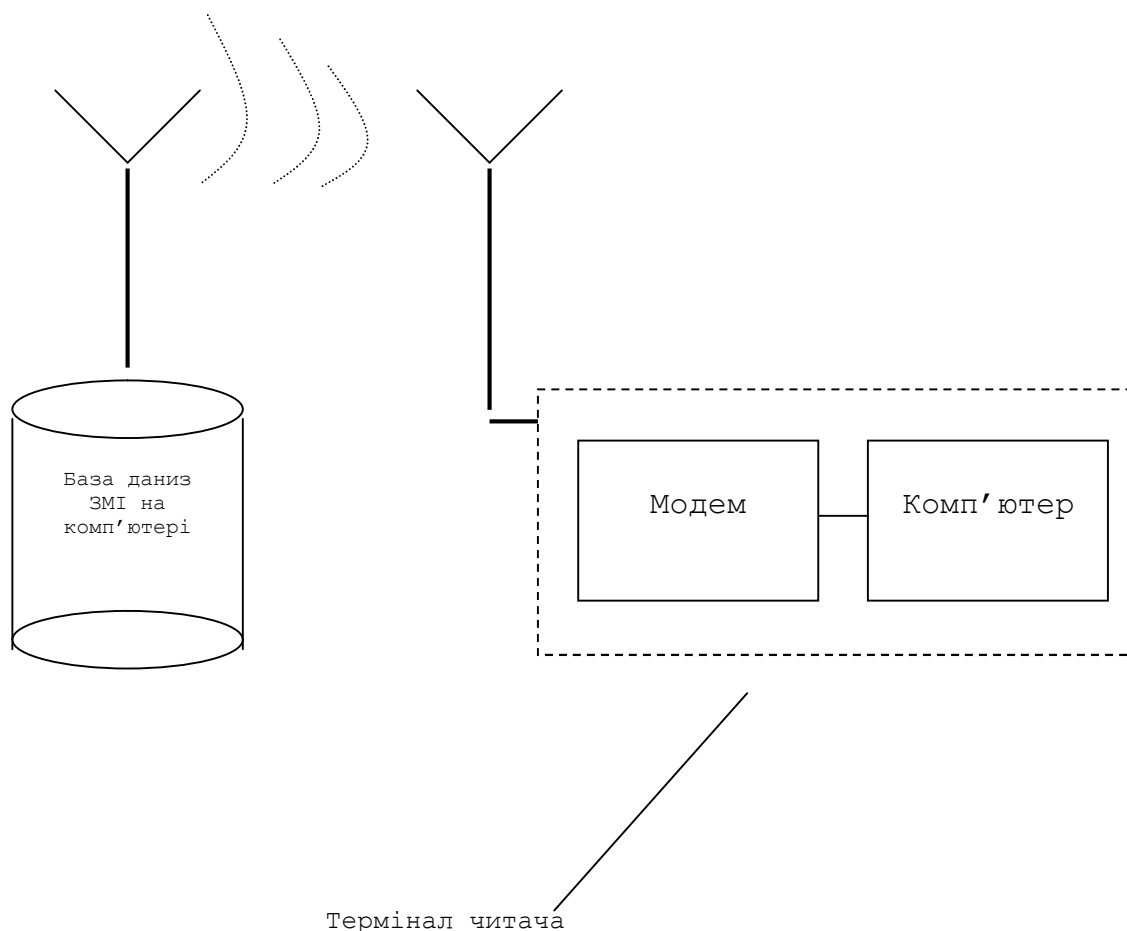 База даниз
ЗМІ на
комп’ютері
Модем
Комп’ютер
Термінал читача